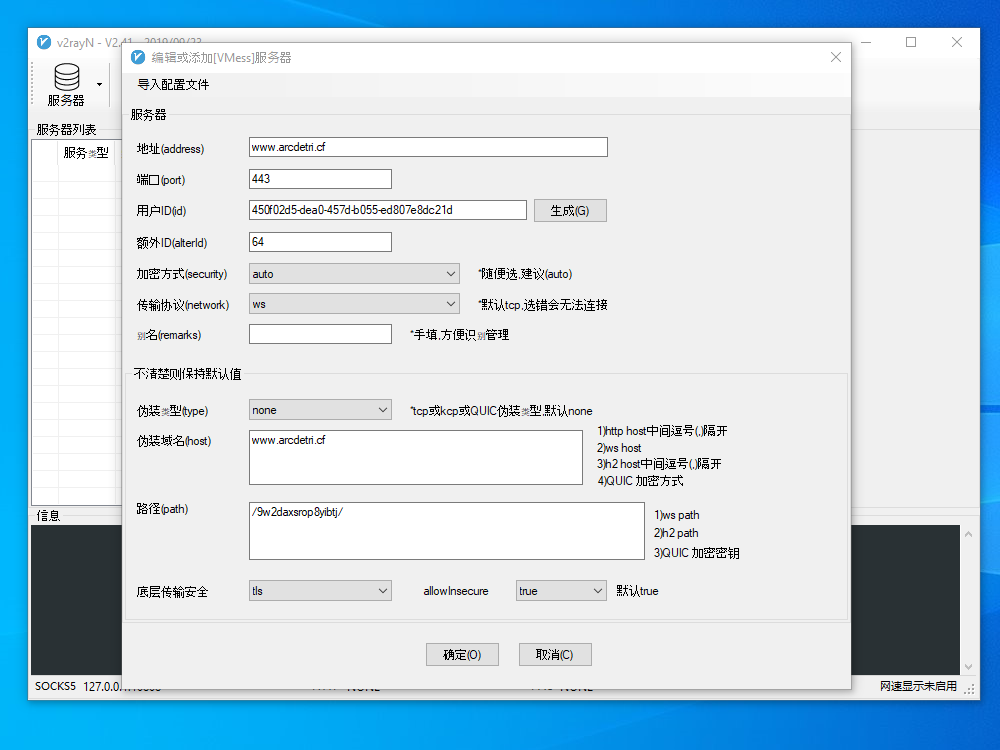 v2rayN - V2.41 - 2019/09/23
编辑或添加[VMess]服务器
导入配置文件
服务器
服务器列表
服务类型
服务器
地址(address)
www.arcdetri.cf
端口(port)
443
用户ID(id)
450f02d5-dea0-457d-b055-ed807e8dc21d
生成(G)
额外ID(alterId)
64
加密方式(security)
auto
*随便选,建议(auto)
传输协议(network)
ws
*默认tcp,选错会无法连接
别名(remarks)
*手填,方便识别管理
不清楚则保持默认值
伪装类型(type)
none
*tcp或kcp或QUIC伪装类型,默认none
伪装域名(host)
www.arcdetri.cf
1)http host中间逗号(,)隔开
2)ws host
3)h2 host中间逗号(,)隔开
4)QUIC 加密方式
路径(path)
/9w2daxsrop8yibtj/
1)ws path
2)h2 path
3)QUIC 加密密钥
底层传输安全
tls
allowInsecure
true
默认true
确定(O)
取消(C)
信息
SOCKS5 127.0.0.
网速显示未启用